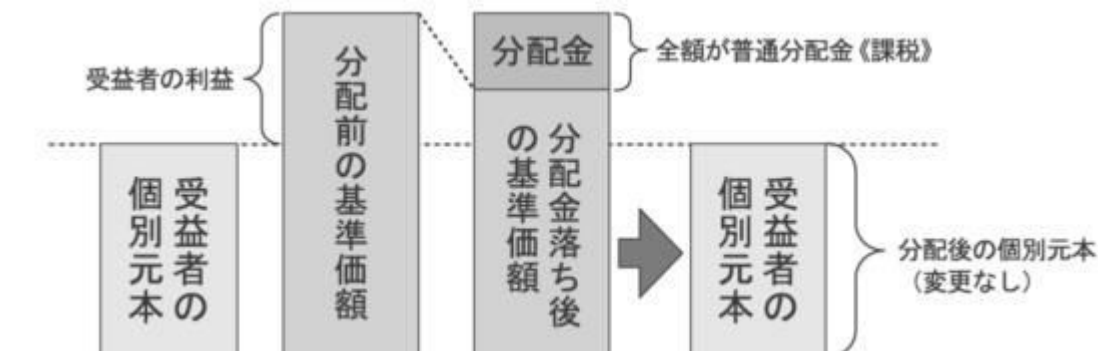 受益者の利益
受益者の
個別元本
分配前の基準価額
分配金
全額が普通分配金《課税》
分配金落ち後
の基準価額
受益者の
個別元本
分配後の個別元本
（変更なし）